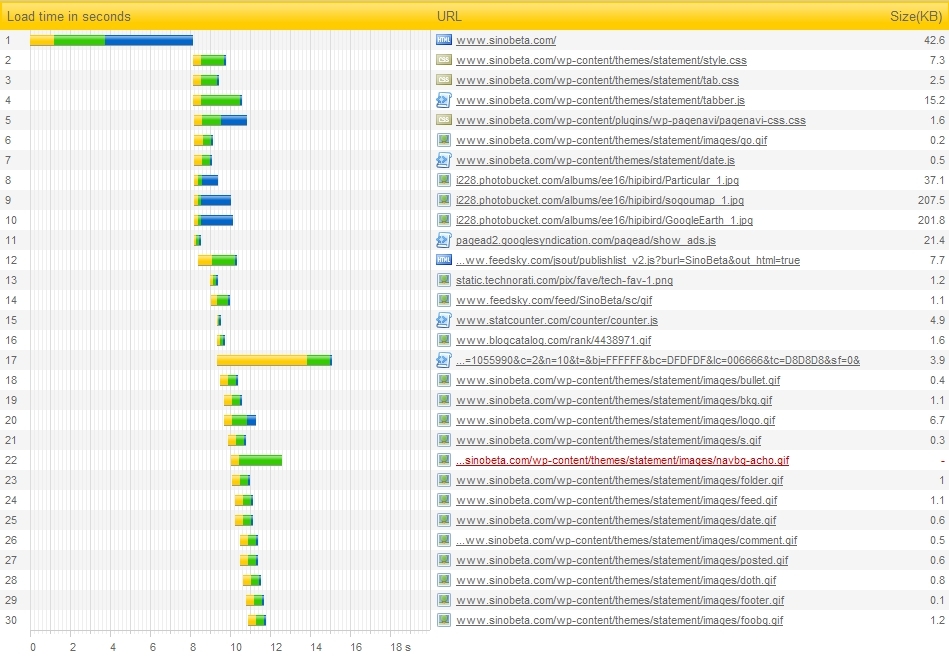 Load time in seconds URL Size(KB)
1 HTML www.sinobeta.com/ 42.6
2 CSS www.sinobeta.com/wp-content/themes/statement/style.css 7.3
3 CSS www.sinobeta.com/wp-content/themes/statement/tab.css 2.5
4 www.sinobeta.com/wp-content/themes/statement/tabber.js 15.2
5 CSS www.sinobeta.com/wp-content/plugins/wp-pagenavi/pagenavi-css.css 1.6
6 www.sinobeta.com/wp-content/themes/statement/images/go.gif 0.2
7 www.sinobeta.com/wp-content/themes/statement/date.js 0.5
8 i228.photobucket.com/albums/ee16/hipibird/Particular_1.jpg 37.1
9 i228.photobucket.com/albums/ee16/hipibird/sogoumap_1.jpg 207.5
10 i228.photobucket.com/albums/ee16/hipibird/GoogleEarth_1.jpg 201.8
11 pagead2.googlesyndication.com/pagead/show_ads.js 21.4
12 HTML ...ww.feedsky.com/jsout/publishlist_v2.js?burl=SinoBeta&out_html=true 7.7
13 static.technorati.com/pix/fave/tech-fav-1.png 1.2
14 www.feedsky.com/feed/SinoBeta/sc/gif 1.1
15 www.statcounter.com/counter/counter.js 4.9
16 www.blogcatalog.com/rank/4438971.gif 1.6
17 ...=1055990&c=2&n=10&t=&bj=FFFFFF&bc=DFDFDF&lc=006666&tc=D8D8D8&sf=0& 3.9
18 www.sinobeta.com/wp-content/themes/statement/images/bullet.gif 0.4
19 www.sinobeta.com/wp-content/themes/statement/images/bkg.gif 1.1
20 www.sinobeta.com/wp-content/themes/statement/images/logo.gif 6.7
21 www.sinobeta.com/wp-content/themes/statement/images/s.gif 0.3
22 ...sinobeta.com/wp-content/themes/statement/images/navbg-acho.gif -
23 www.sinobeta.com/wp-content/themes/statement/images/folder.gif 1
24 www.sinobeta.com/wp-content/themes/statement/images/feed.gif 1.1
25 www.sinobeta.com/wp-content/themes/statement/images/date.gif 0.6
26 ...ww.sinobeta.com/wp-content/themes/statement/images/comment.gif 0.5
27 www.sinobeta.com/wp-content/themes/statement/images/posted.gif 0.6
28 www.sinobeta.com/wp-content/themes/statement/images/doth.gif 0.8
29 www.sinobeta.com/wp-content/themes/statement/images/footer.gif 0.1
30 www.sinobeta.com/wp-content/themes/statement/images/foobg.gif 1.2
0 2 4 6 8 10 12 14 16 18 s